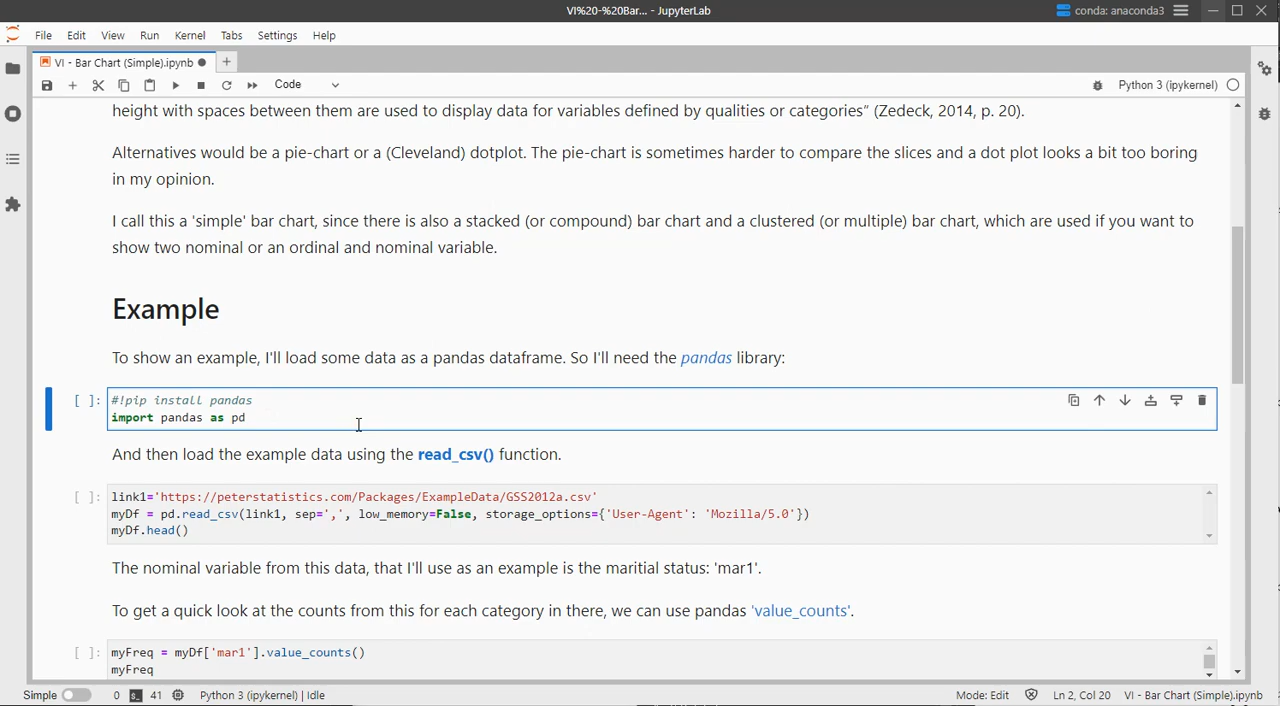 VI%20-%20Bar... - JupyterLab
conda: anaconda3
File Edit View Run Kernel Tabs Settings Help
VI - Bar Chart (Simple).ipynb
Code
Python 3 (ipykernel)
height with spaces between them are used to display data for variables defined by qualities or categories” (Zedeck, 2014, p. 20).
Alternatives would be a pie-chart or a (Cleveland) dotplot. The pie-chart is sometimes harder to compare the slices and a dot plot looks a bit too boring
in my opinion.
I call this a 'simple' bar chart, since there is also a stacked (or compound) bar chart and a clustered (or multiple) bar chart, which are used if you want to
show two nominal or an ordinal and nominal variable.
Example
To show an example, I'll load some data as a pandas dataframe. So I'll need the pandas library:
[ ]: #!pip install pandas
import pandas as pd
And then load the example data using the read_csv() function.
[ ]: link1='https://peterstatistics.com/Packages/ExampleData/GSS2012a.csv'
myDf = pd.read_csv(link1, sep=',', low_memory=False, storage_options={'User-Agent': 'Mozilla/5.0'})
myDf.head()
The nominal variable from this data, that I'll use as an example is the maritial status: 'mar1'.
To get a quick look at the counts from this for each category in there, we can use pandas 'value_counts'.
[ ]: myFreq = myDf['mar1'].value_counts()
myFreq
Simple 0 41 Python 3 (ipykernel) | Idle Mode: Edit Ln 2, Col 20 VI - Bar Chart (Simple).ipynb